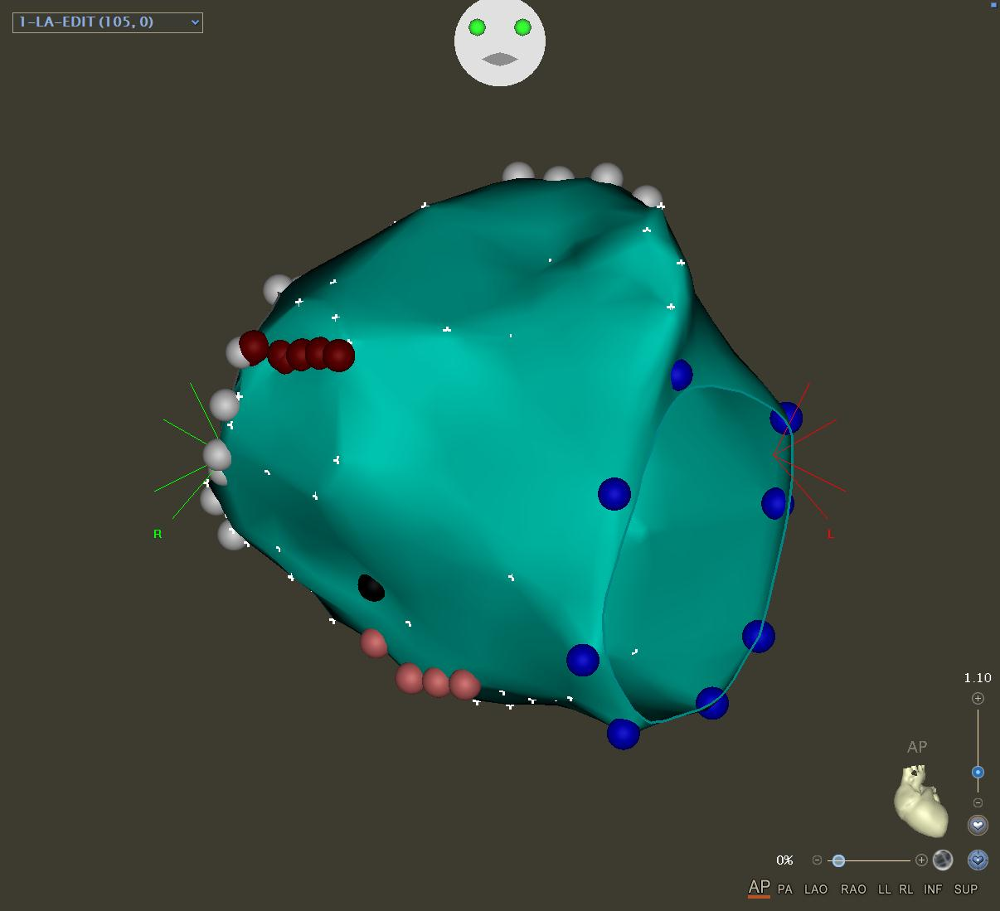 1-LA-EDIT (105, 0)
R
L
1.10
AP
0%
AP PA LAO RAO LL RL INF SUP